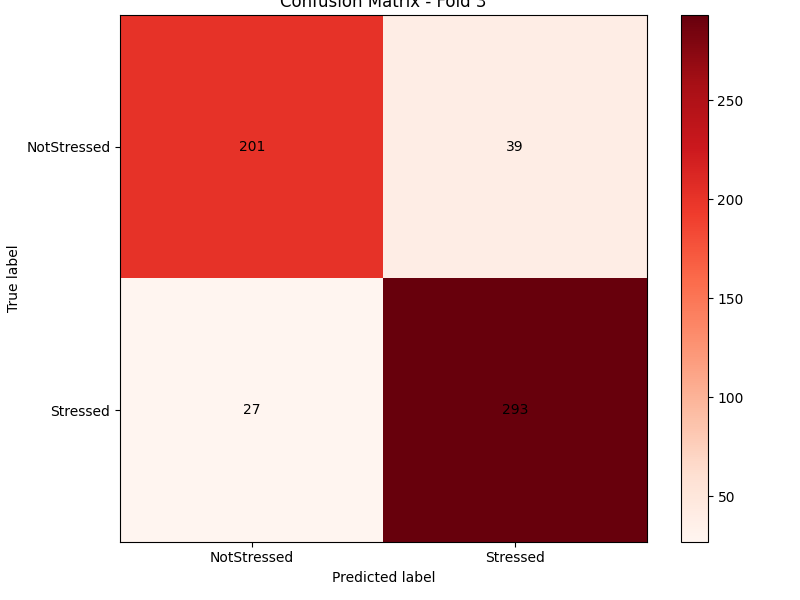 Confusion Matrix - Fold 3
NotStressed
201
39
Stressed
27
293
NotStressed
Stressed
Predicted label
True label
250
200
150
100
50